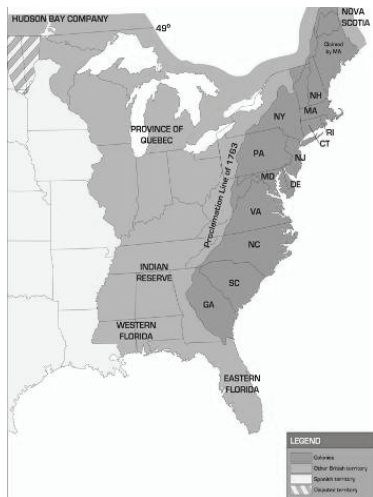 HUDSON BAY COMPANY
49°
NOVA
SCOTIA
Claimed
by MA
NH
NY
MA
RI
CT
PROVINCE OF
QUEBEC
PA
NJ
MD
DE
Proclamation Line of 1763
VA
NC
INDIAN
RESERVE
SC
GA
WESTERN
FLORIDA
EASTERN
FLORIDA
LEGEND
Colonies
Other British territory
Spanish territory
Disputed territory